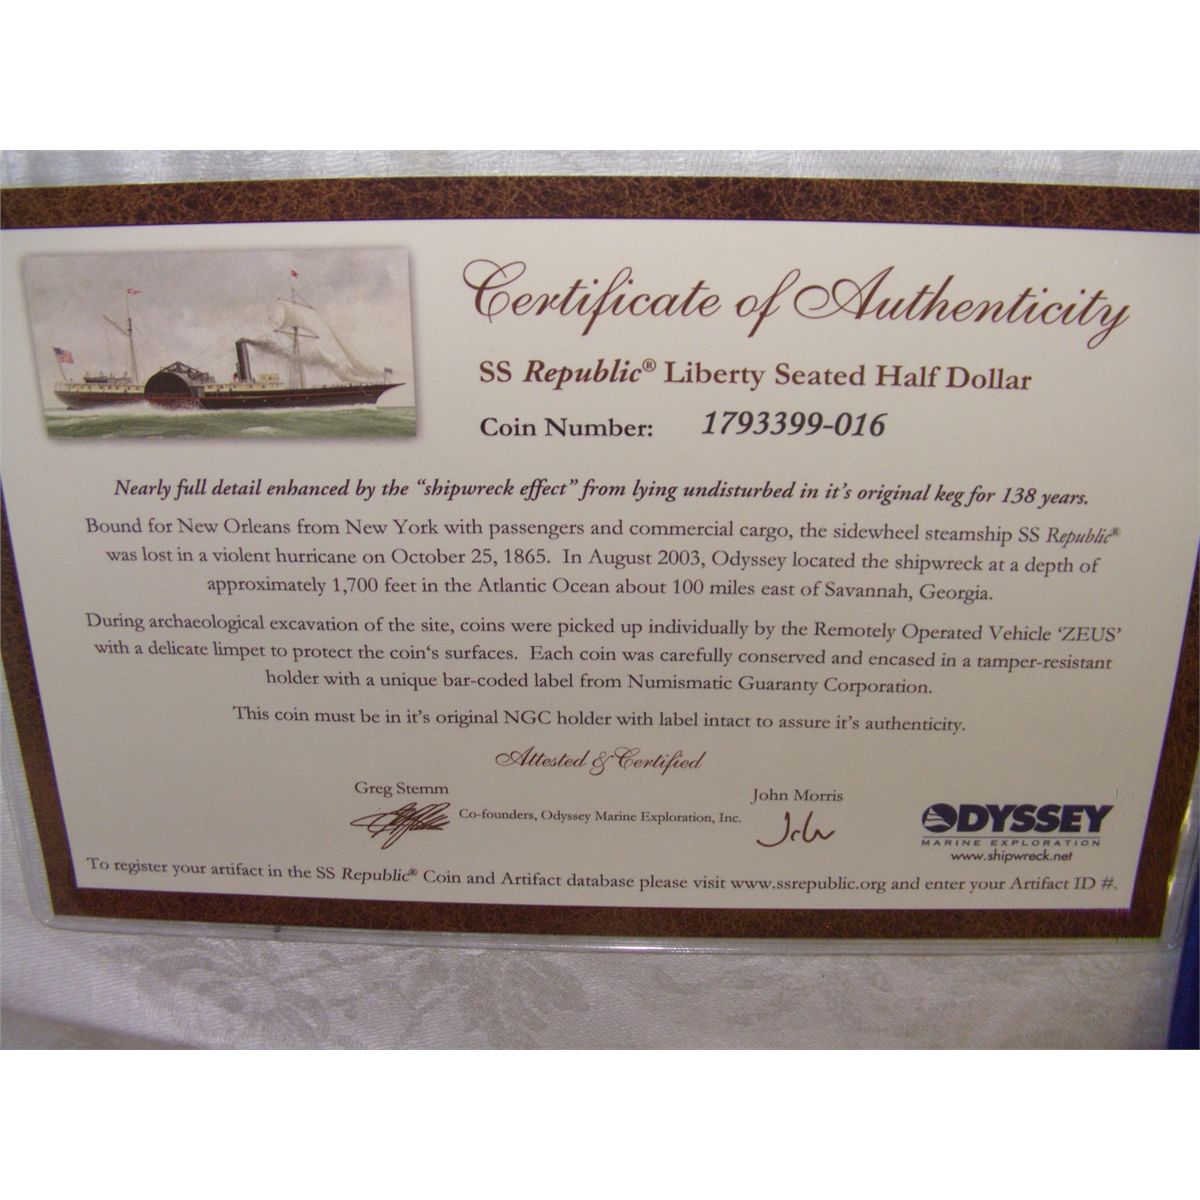 Certificate of Authenticity
SS Republic® Liberty Seated Half Dollar
Coin Number: 1793399-016
Nearly full detail enhanced by the “shipwreck effect” from lying undisturbed in it's original keg for 138 years.
Bound for New Orleans from New York with passengers and commercial cargo, the sidewheel steamship SS Republic®
was lost in a violent hurricane on October 25, 1865. In August 2003, Odyssey located the shipwreck at a depth of
approximately 1,700 feet in the Atlantic Ocean about 100 miles east of Savannah, Georgia.
During archaeological excavation of the site, coins were picked up individually by the Remotely Operated Vehicle ‘ZEUS’
with a delicate limpet to protect the coin‘s surfaces. Each coin was carefully conserved and encased in a tamper-resistant
holder with a unique bar-coded label from Numismatic Guaranty Corporation.
This coin must be in it's original NGC holder with label intact to assure it's authenticity.
Attested & Certified
Greg Stemm
John Morris
Co-founders, Odyssey Marine Exploration, Inc.
ODYSSEY
MARINE EXPLORATION
www.shipwreck.net
To register your artifact in the SS Republic® Coin and Artifact database please visit www.ssrepublic.org and enter your Artifact ID #.